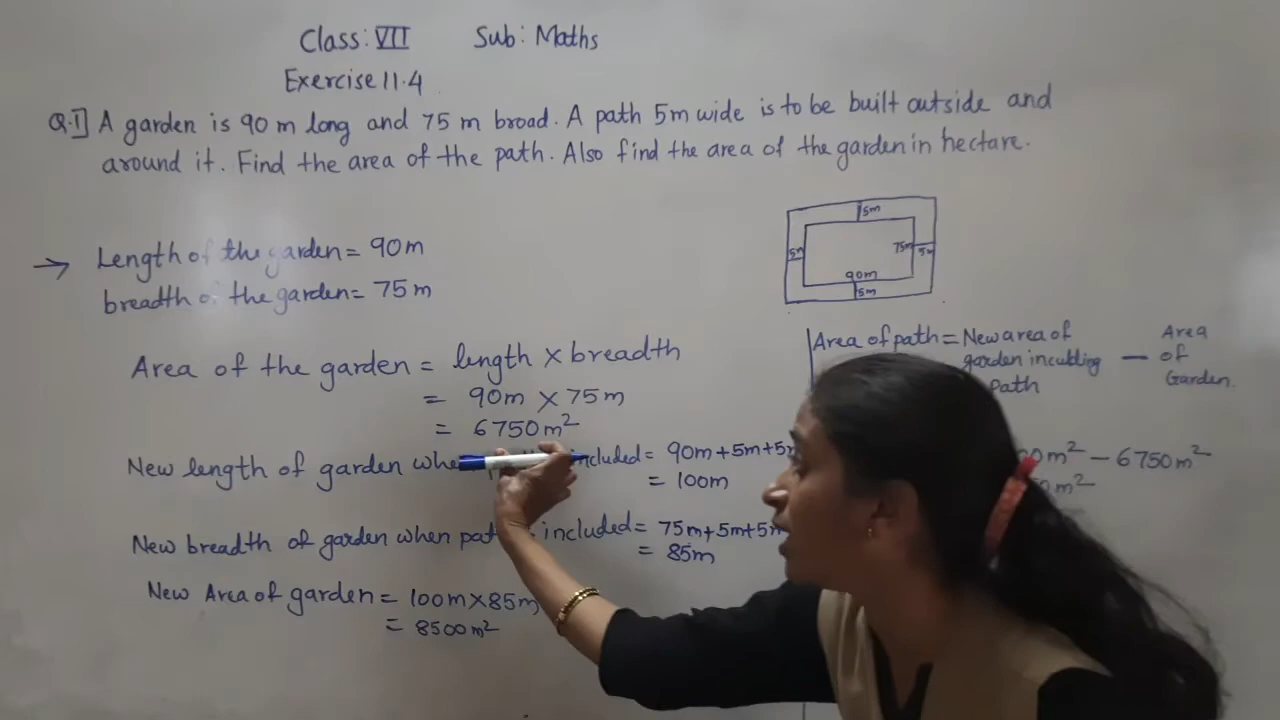 Class: VII Sub: Maths
Exercise 11.4
Q.1] A garden is 90 m long and 75 m broad. A path 5m wide is to be built outside and
around it. Find the area of the path. Also find the area of the garden in hectare.
→ Length of the garden = 90m
breadth of the garden = 75 m
5m
5m
75m
5m
90m
5m
Area of the garden = length × breadth
= 90m × 75m
= 6750m²
New length of garden included = 90m+5m+5
= 100m
New breadth of garden when included = 75m+5m+5m
= 85m
New Area of garden = 100m×85m
= 8500m²
Area of path = New area of garden incubling path — Area of Garden.
m² – 6750m²
m²